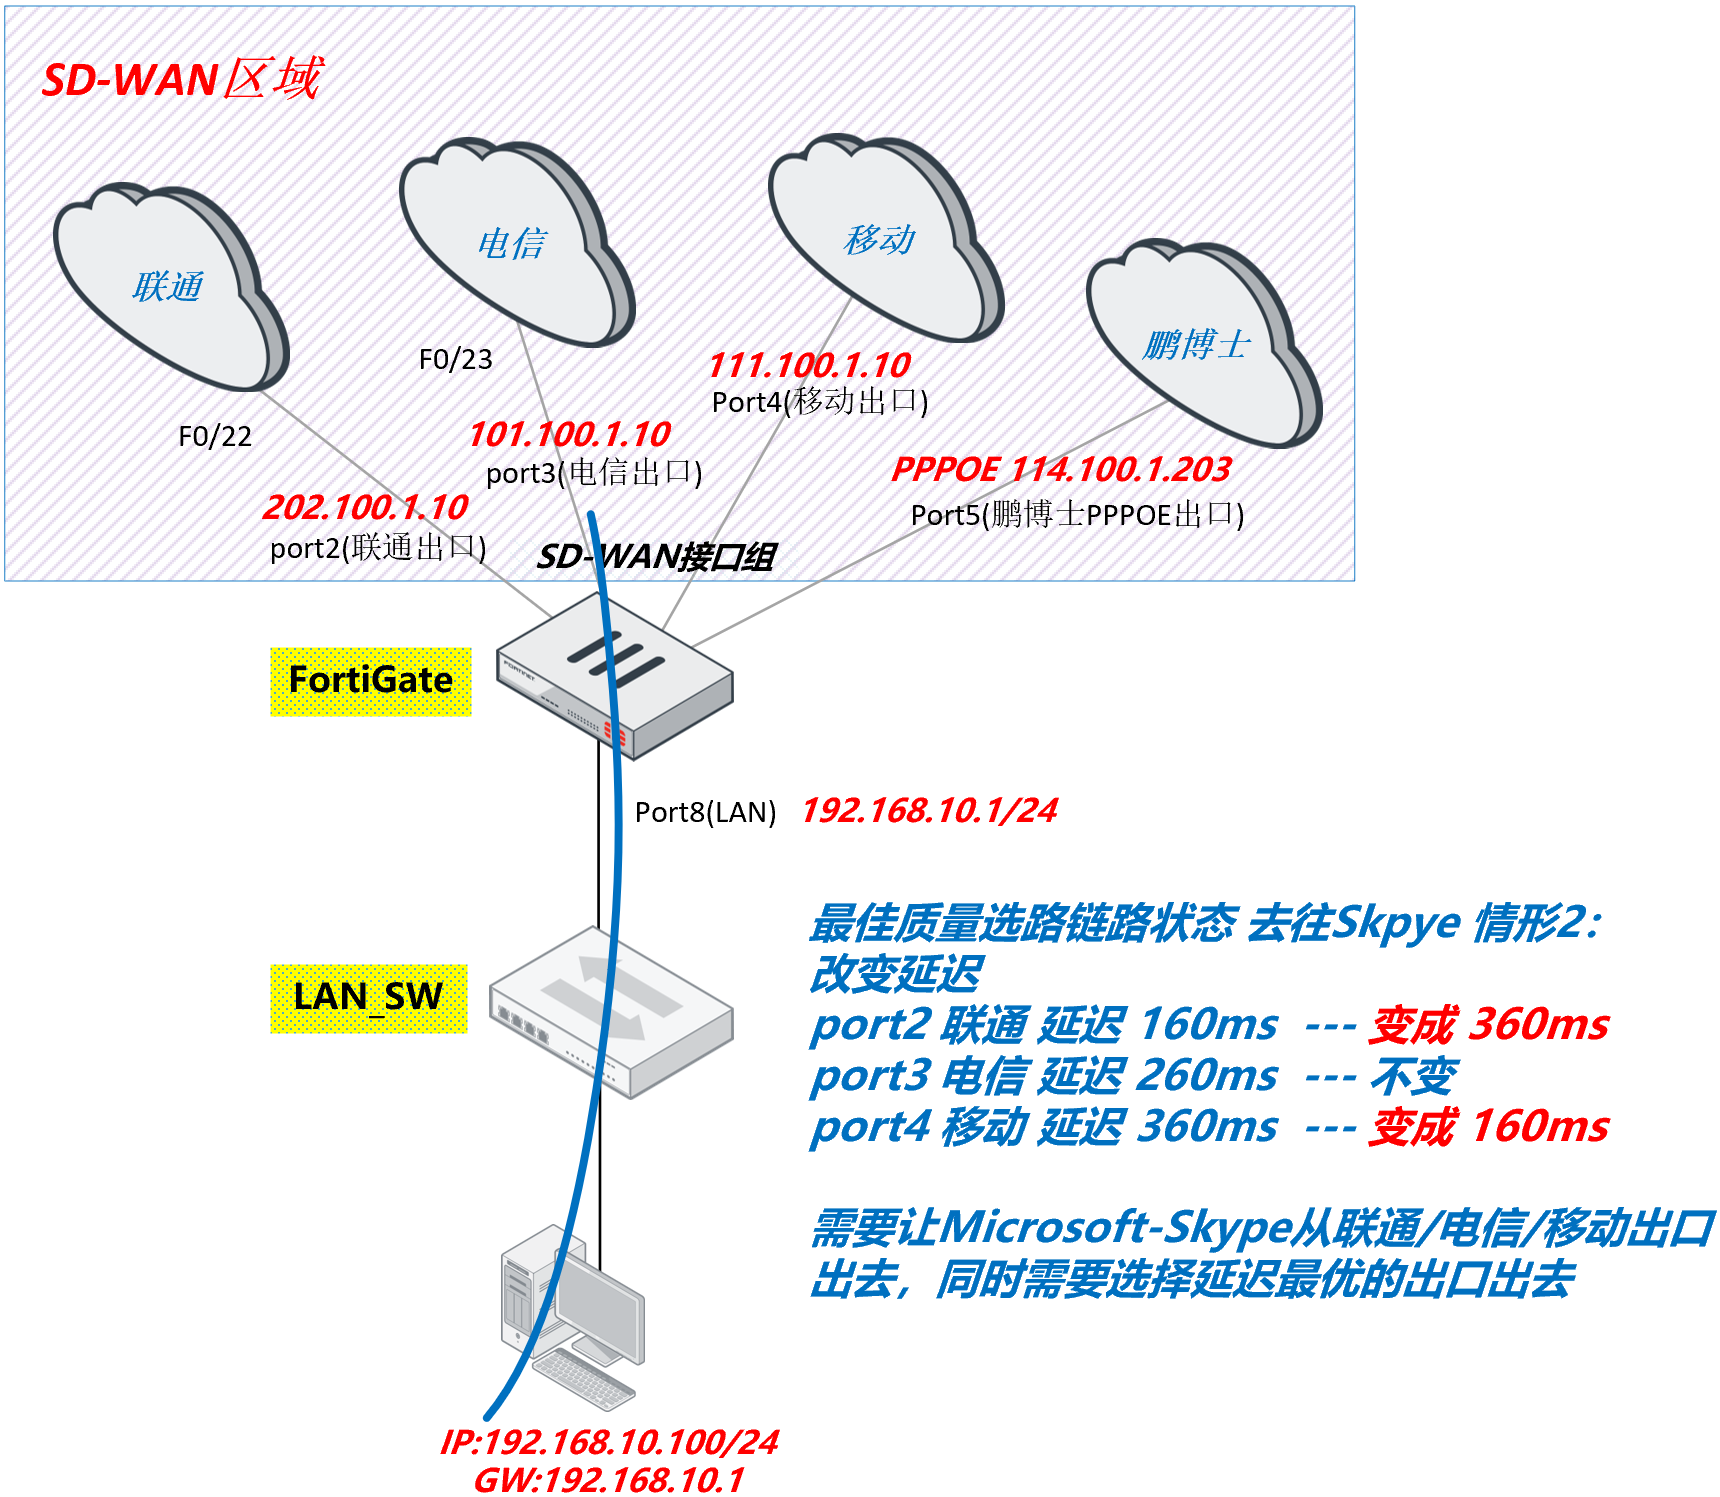 SD-WAN区域
联通
电信
移动
鹏博士
F0/22
F0/23
202.100.1.10
port2(联通出口)
101.100.1.10
port3(电信出口)
111.100.1.10
Port4(移动出口)
PPPOE 114.100.1.203
Port5(鹏博士PPPOE出口)
SD-WAN接口组
FortiGate
FORTINET
Port8(LAN)
192.168.10.1/24
LAN_SW
最佳质量选路链路状态 去往Skpye 情形2：
改变延迟
port2 联通 延迟 160ms --- 变成 360ms
port3 电信 延迟 260ms --- 不变
port4 移动 延迟 360ms --- 变成 160ms
需要让Microsoft-Skype从联通/电信/移动出口
出去，同时需要选择延迟最优的出口出去
IP:192.168.10.100/24
GW:192.168.10.1